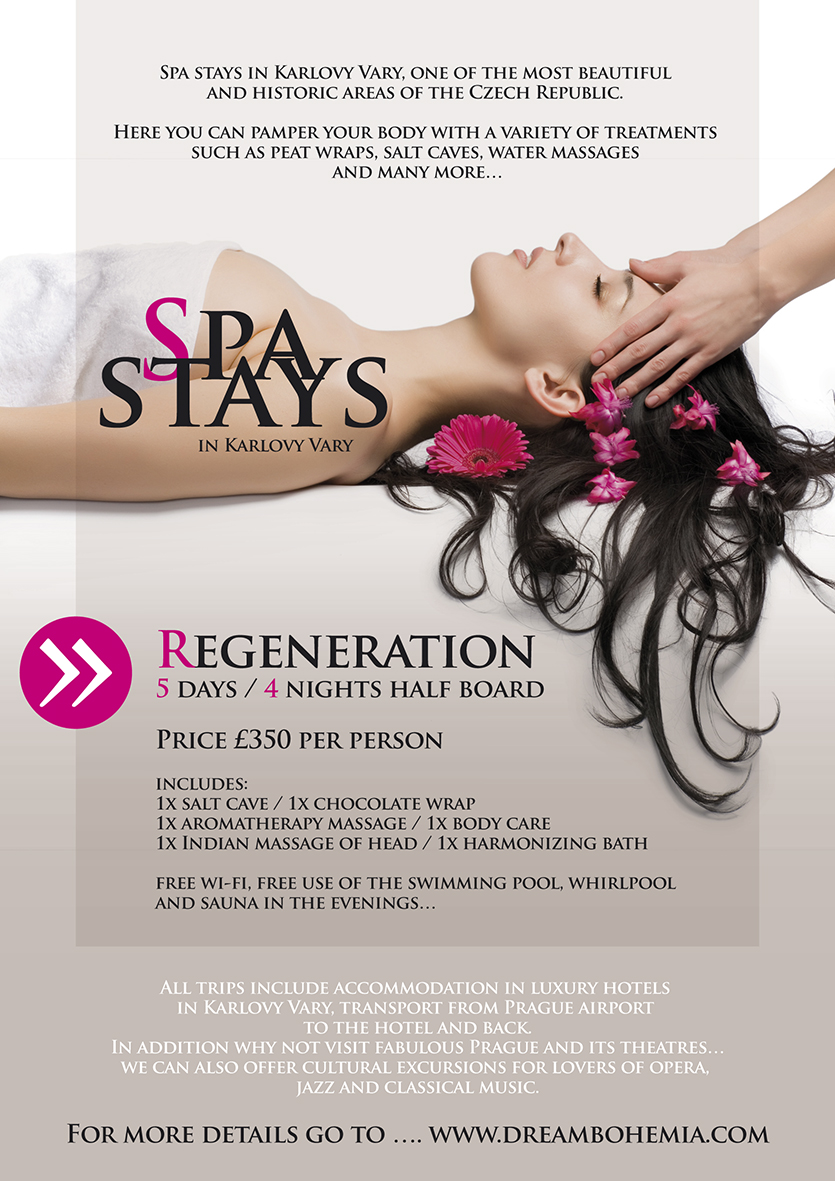 Spa stays in Karlovy Vary, one of the most beautiful
and historic areas of the Czech Republic.
Here you can pamper your body with a variety of treatments
such as peat wraps, salt caves, water massages
and many more...
Spa
stays
in Karlovy Vary
Regeneration
5 days / 4 nights half board
Price £350 per person
includes:
1x salt cave / 1x chocolate wrap
1x aromatherapy massage / 1x body care
1x Indian massage of head / 1x harmonizing bath
free wi-fi, free use of the swimming pool, whirlpool
and sauna in the evenings...
All trips include accommodation in luxury hotels
in Karlovy Vary, transport from Prague airport
to the hotel and back.
In addition why not visit fabulous Prague and its theatres...
we can also offer cultural excursions for lovers of opera,
jazz and classical music.
For more details go to .... www.dreambohemia.com